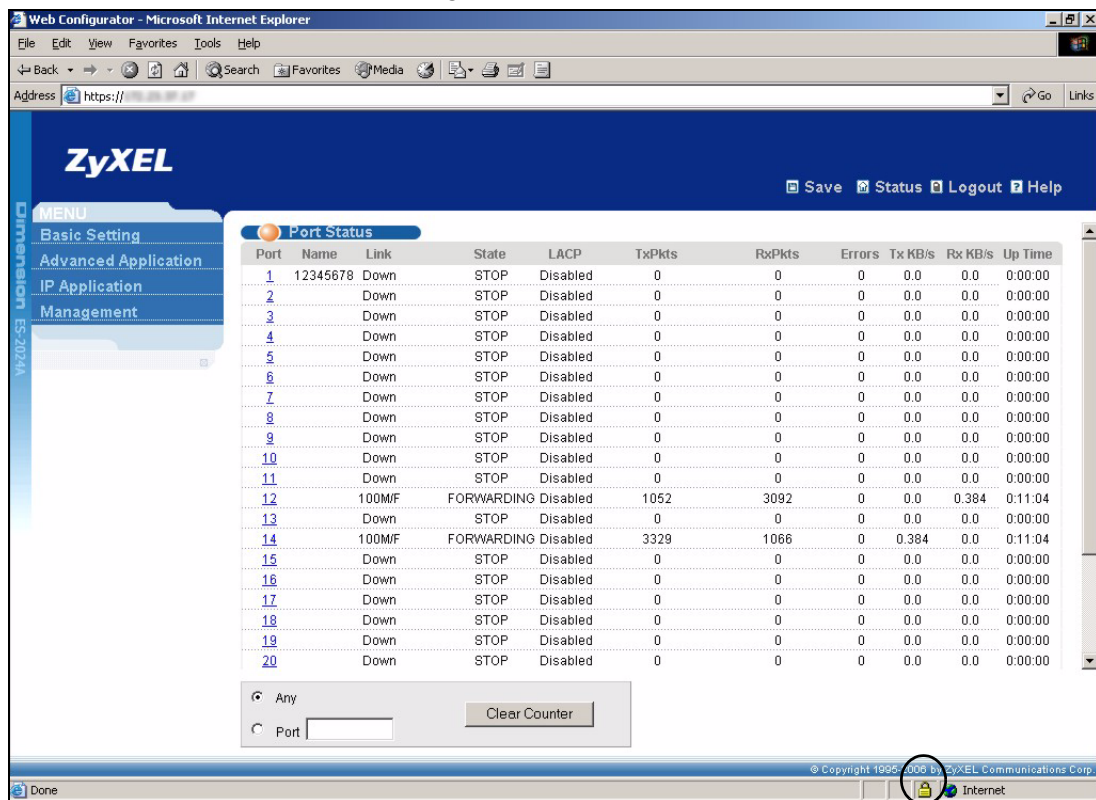 Web Configurator - Microsoft Internet Explorer
File Edit View Favorites Tools Help
Back Search Favorites Media
Address https:// Go Links
ZyXEL
Save Status Logout Help
Dimension ES-2024A
MENU
Basic Setting
Advanced Application
IP Application
Management
Port Status
Port Name Link State LACP TxPkts RxPkts Errors Tx KB/s Rx KB/s Up Time
1 12345678 Down STOP Disabled 0 0 0 0.0 0.0 0:00:00
2 Down STOP Disabled 0 0 0 0.0 0.0 0:00:00
3 Down STOP Disabled 0 0 0 0.0 0.0 0:00:00
4 Down STOP Disabled 0 0 0 0.0 0.0 0:00:00
5 Down STOP Disabled 0 0 0 0.0 0.0 0:00:00
6 Down STOP Disabled 0 0 0 0.0 0.0 0:00:00
7 Down STOP Disabled 0 0 0 0.0 0.0 0:00:00
8 Down STOP Disabled 0 0 0 0.0 0.0 0:00:00
9 Down STOP Disabled 0 0 0 0.0 0.0 0:00:00
10 Down STOP Disabled 0 0 0 0.0 0.0 0:00:00
11 Down STOP Disabled 0 0 0 0.0 0.0 0:00:00
12 100M/F FORWARDING Disabled 1052 3092 0 0.0 0.384 0:11:04
13 Down STOP Disabled 0 0 0 0.0 0.0 0:00:00
14 100M/F FORWARDING Disabled 3329 1066 0 0.384 0.0 0:11:04
15 Down STOP Disabled 0 0 0 0.0 0.0 0:00:00
16 Down STOP Disabled 0 0 0 0.0 0.0 0:00:00
17 Down STOP Disabled 0 0 0 0.0 0.0 0:00:00
18 Down STOP Disabled 0 0 0 0.0 0.0 0:00:00
19 Down STOP Disabled 0 0 0 0.0 0.0 0:00:00
20 Down STOP Disabled 0 0 0 0.0 0.0 0:00:00
Any
Port
Clear Counter
© Copyright 1995-2006 by ZyXEL Communications Corp.
Done Internet